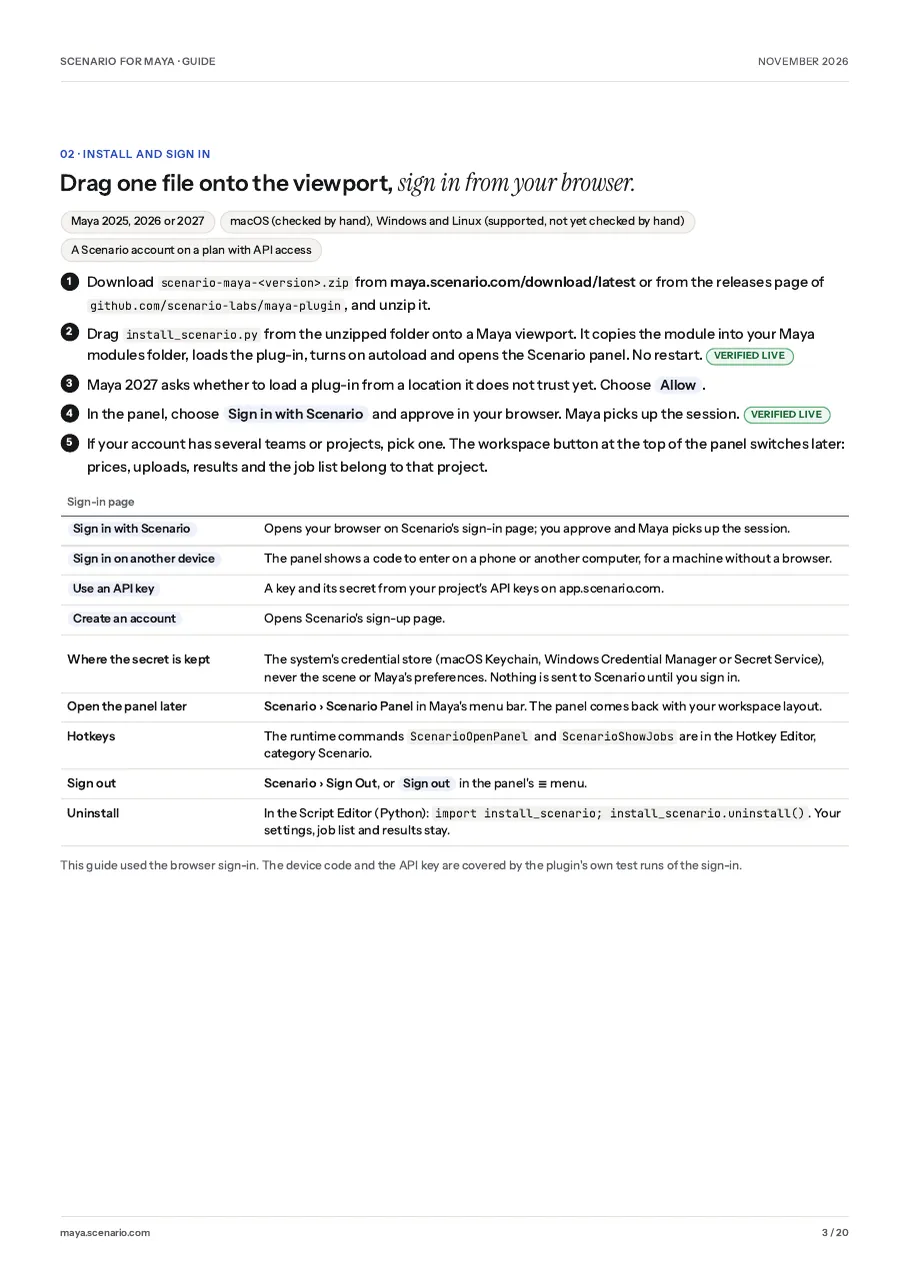 SCENARIO FOR MAYA · GUIDE
NOVEMBER 2026
02 · INSTALL AND SIGN IN
Drag one file onto the viewport, sign in from your browser.
Maya 2025, 2026 or 2027
macOS (checked by hand), Windows and Linux (supported, not yet checked by hand)
A Scenario account on a plan with API access
1 Download scenario-maya-<version>.zip from maya.scenario.com/download/latest or from the releases page of
github.com/scenario-labs/maya-plugin, and unzip it.
2 Drag install_scenario.py from the unzipped folder onto a Maya viewport. It copies the module into your Maya
modules folder, loads the plug-in, turns on autoload and opens the Scenario panel. No restart. VERIFIED LIVE
3 Maya 2027 asks whether to load a plug-in from a location it does not trust yet. Choose Allow.
4 In the panel, choose Sign in with Scenario and approve in your browser. Maya picks up the session. VERIFIED LIVE
5 If your account has several teams or projects, pick one. The workspace button at the top of the panel switches later:
prices, uploads, results and the job list belong to that project.
Sign-in page
Sign in with Scenario Opens your browser on Scenario's sign-in page; you approve and Maya picks up the session.
Sign in on another device The panel shows a code to enter on a phone or another computer, for a machine without a browser.
Use an API key A key and its secret from your project's API keys on app.scenario.com.
Create an account Opens Scenario's sign-up page.
Where the secret is kept The system's credential store (macOS Keychain, Windows Credential Manager or Secret Service),
never the scene or Maya's preferences. Nothing is sent to Scenario until you sign in.
Open the panel later Scenario › Scenario Panel in Maya's menu bar. The panel comes back with your workspace layout.
Hotkeys The runtime commands ScenarioOpenPanel and ScenarioShowJobs are in the Hotkey Editor,
category Scenario.
Sign out Scenario › Sign Out, or Sign out in the panel's ≡ menu.
Uninstall In the Script Editor (Python): import install_scenario; install_scenario.uninstall(). Your
settings, job list and results stay.
This guide used the browser sign-in. The device code and the API key are covered by the plugin's own test runs of the sign-in.
maya.scenario.com
3 / 20